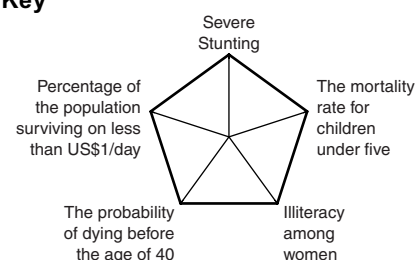 Key
Severe
Stunting
Percentage of
the population
surviving on less
than US$1/day
The mortality
rate for
children
under five
The probability
of dying before
the age of 40
Illiteracy
among
women